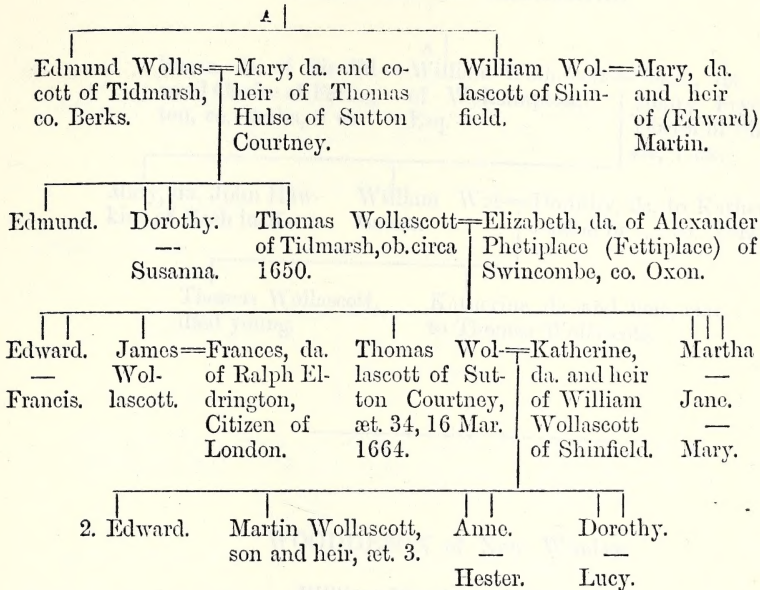 A
Edmund Wollas-
cott of Tidmarsh,
co. Berks.
Mary, da. and co-
heir of Thomas
Hulse of Sutton
Courtney.
William Wol-
lascott of Shin-
field.
Mary, da.
and heir
of (Edward)
Martin.
Edmund.
Dorothy.
—
Susanna.
Thomas Wollascott
of Tidmarsh, ob. circa
1650.
Elizabeth, da. of Alexander
Phetiplace (Fettiplace) of
Swincombe, co. Oxon.
Edward.
—
Francis.
James
Wol-
lascott.
Frances, da.
of Ralph El-
drington,
Citizen of
London.
Thomas Wol-
lascott of Sut-
ton Courtney,
æt. 34, 16 Mar.
1664.
Katherine,
da. and heir
of William
Wollascott
of Shinfield.
Martha
—
Jane.
—
Mary.
2. Edward.
Martin Wollascott,
son and heir, æt. 3.
Anne.
—
Hester.
Dorothy.
—
Lucy.